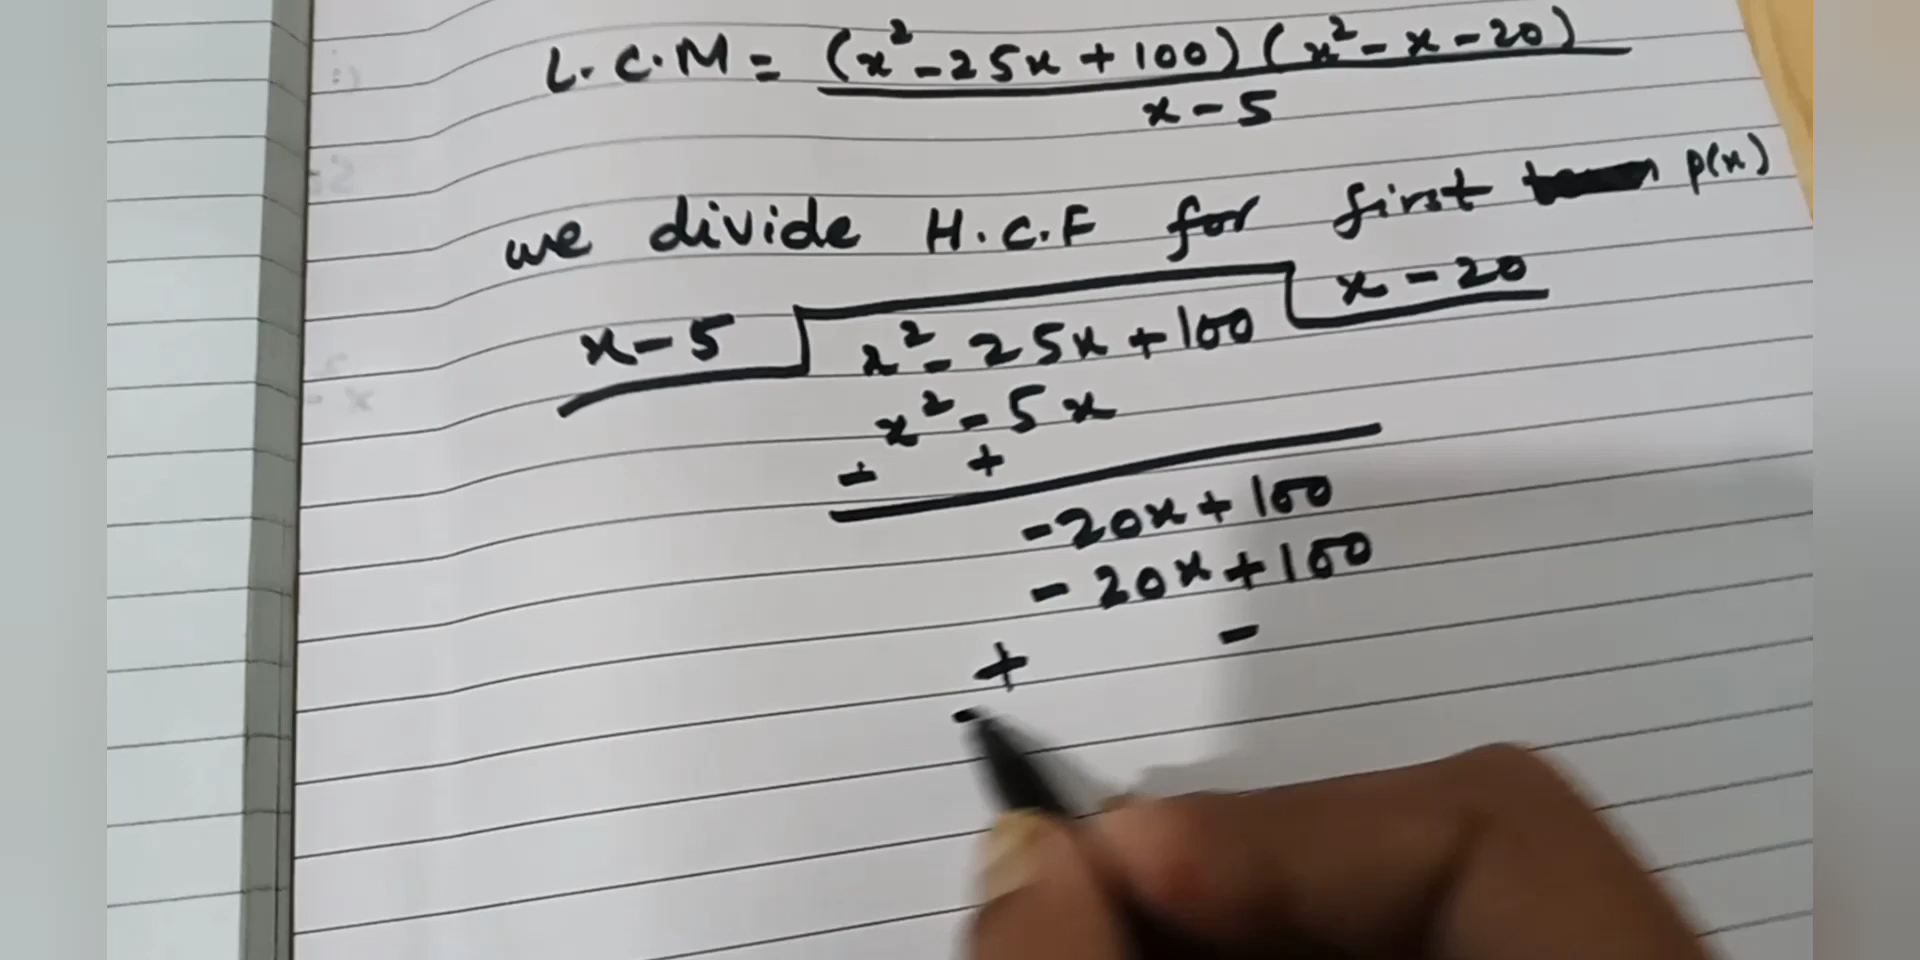 L.C.M = (x² - 25x + 100) (x² - x - 20)
x - 5
we divide H.C.F for first p(x)
x - 5 x² - 25x + 100 x - 20
x² - 5x
- +
-20x + 100
- 20x + 100
+ -